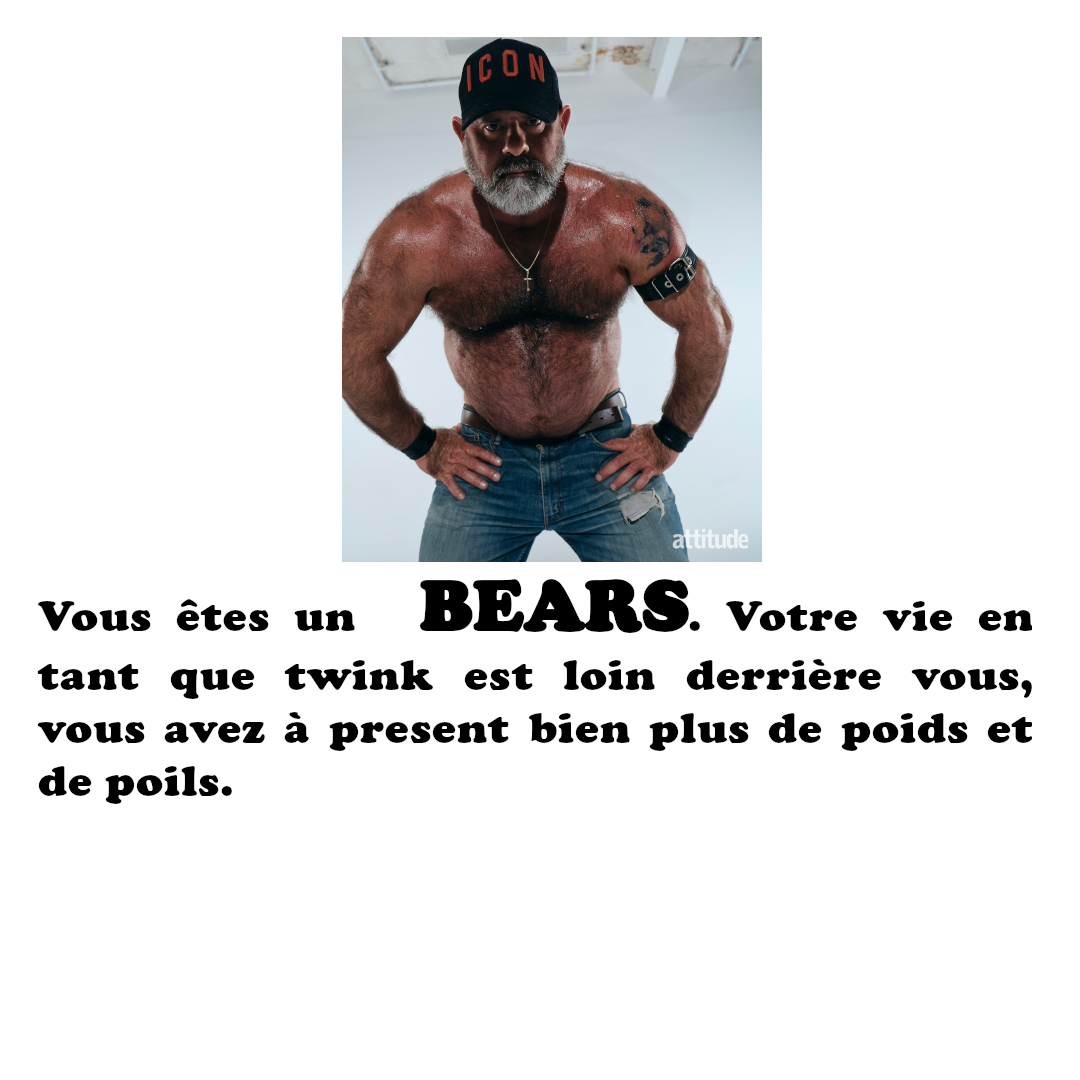 ICON
attitude
Vous êtes un BEARS. Votre vie en
tant que twink est loin derrière vous,
vous avez à present bien plus de poids et
de poils.